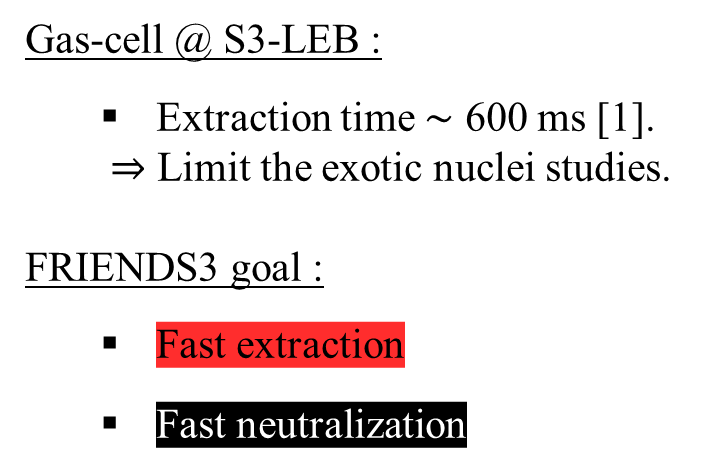 Gas-cell @ S3-LEB :
▪ Extraction time ~ 600 ms [1].
⇒ Limit the exotic nuclei studies.
FRIENDS3 goal :
▪ Fast extraction
▪ Fast neutralization